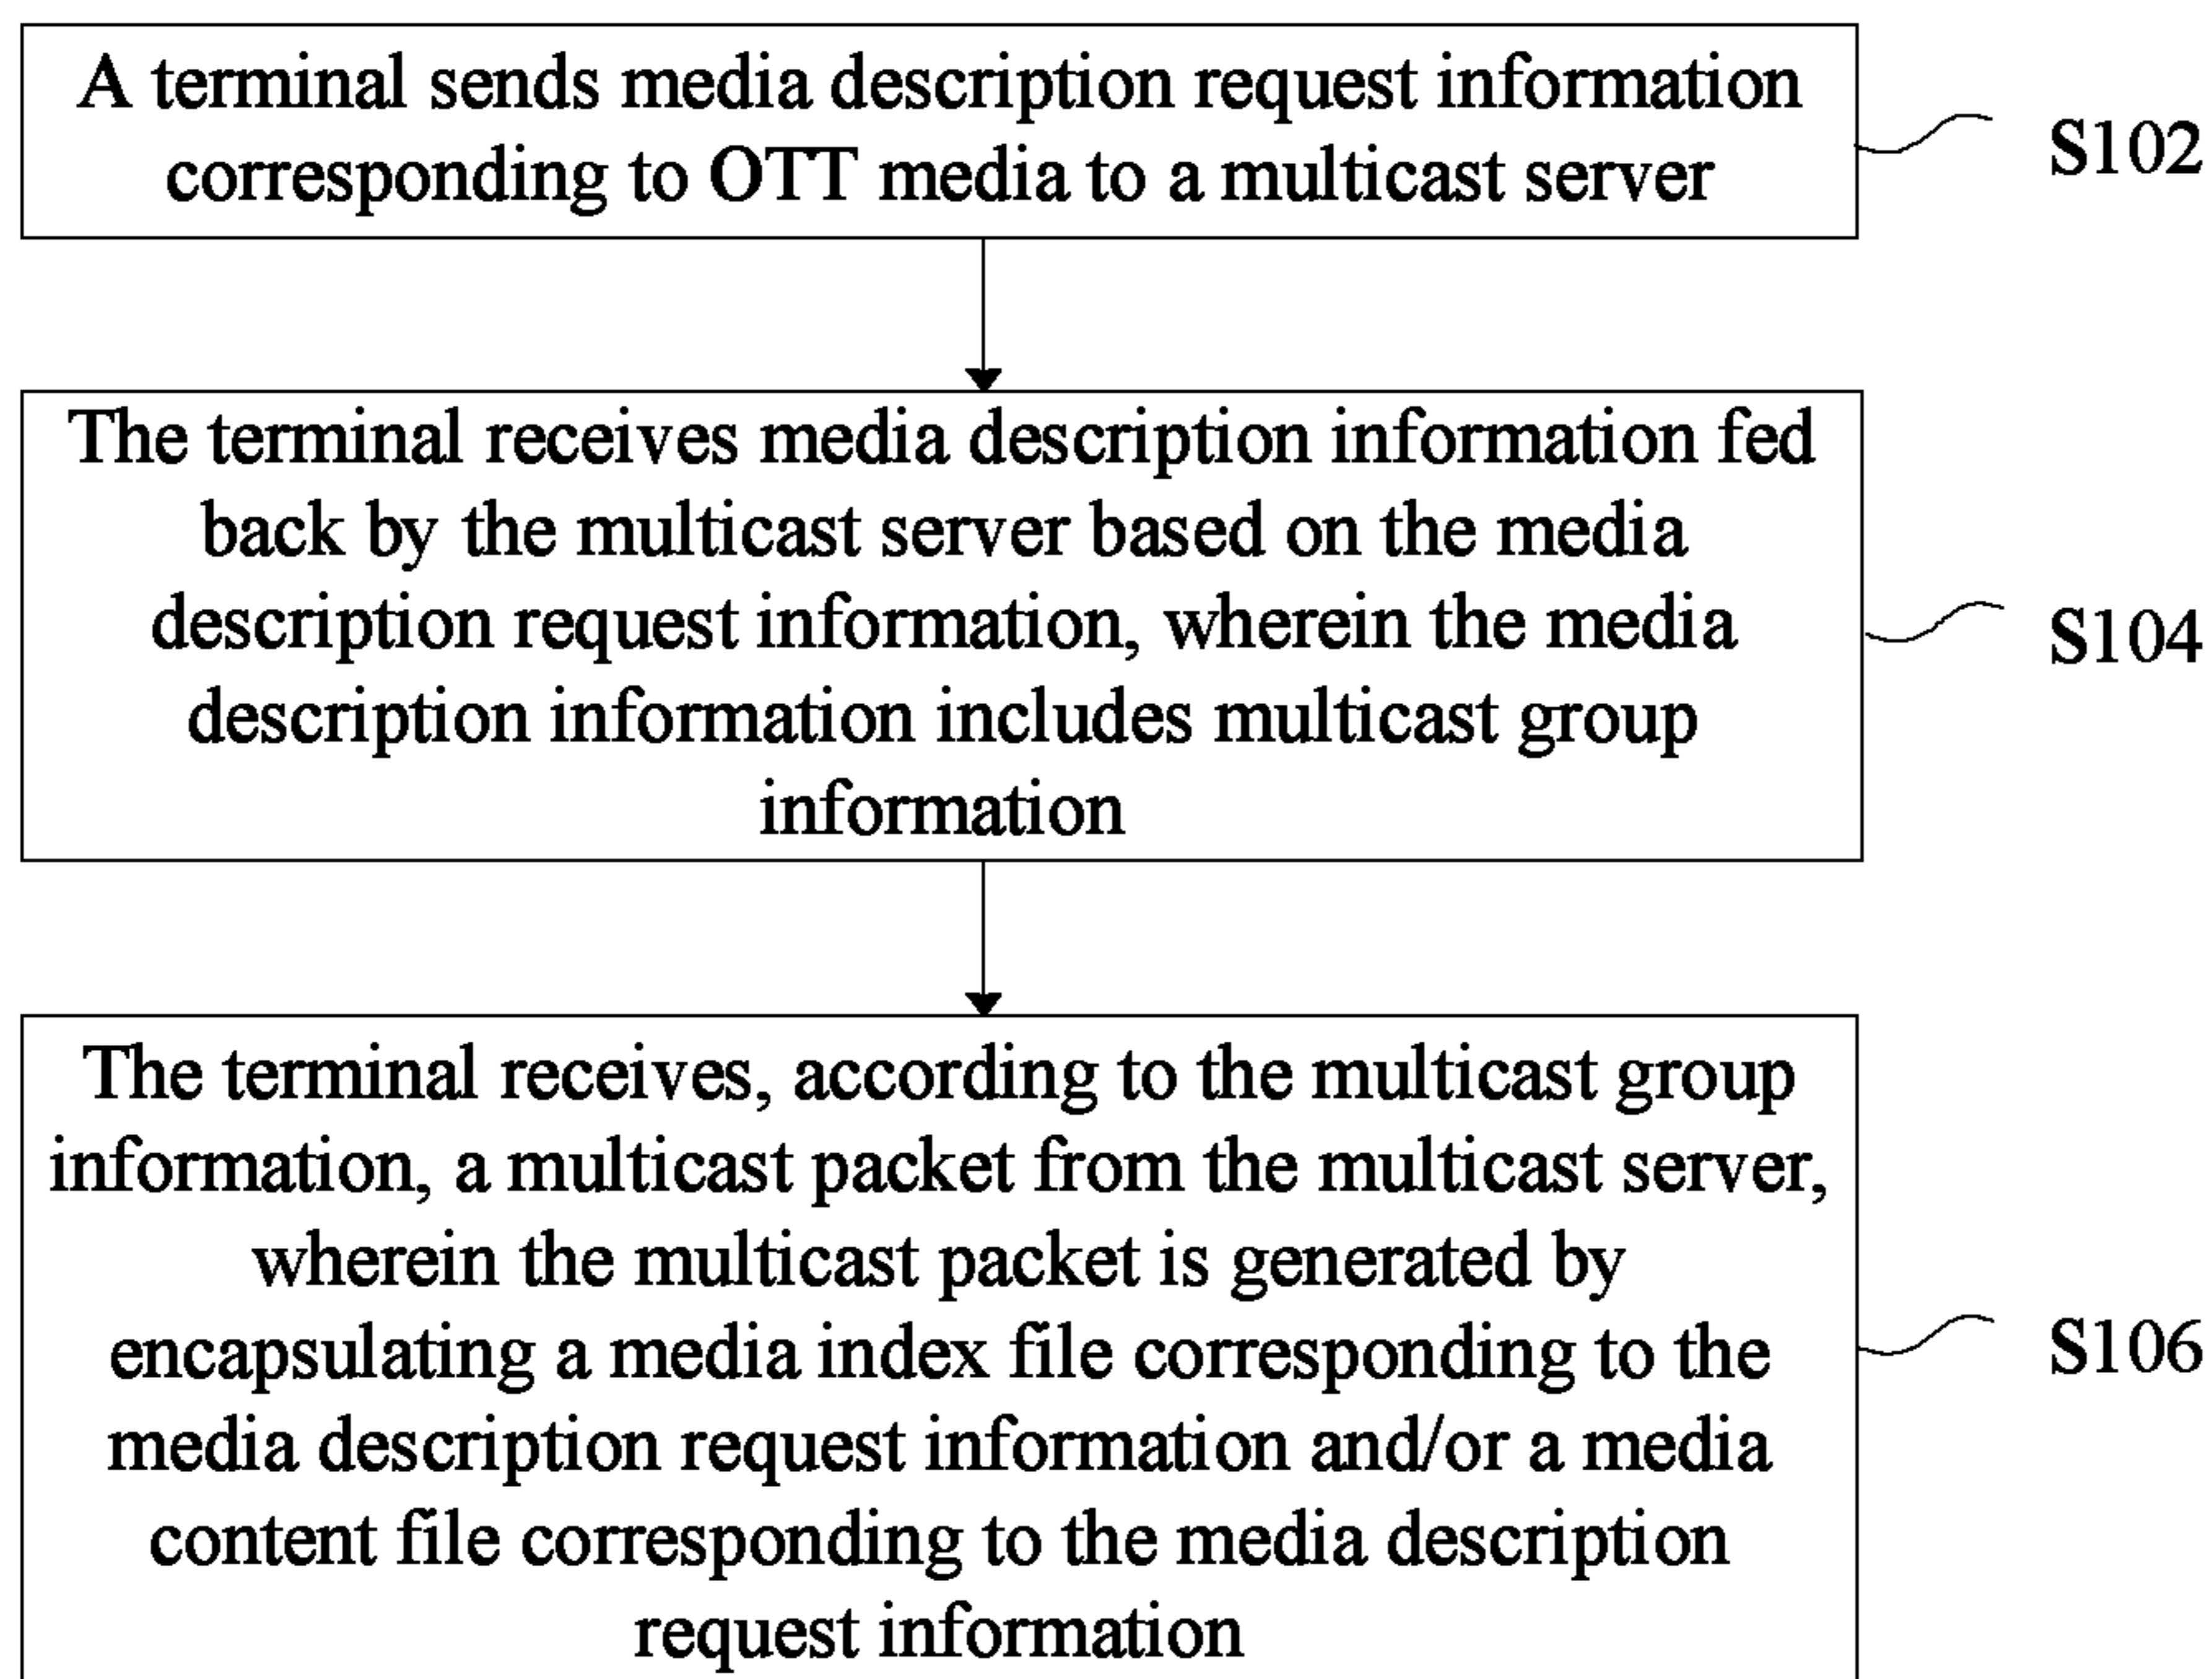 A terminal sends media description request information
corresponding to OTT media to a multicast server
S102
The terminal receives media description information fed
back by the multicast server based on the media
description request information, wherein the media
description information includes multicast group
information
S104
The terminal receives, according to the multicast group
information, a multicast packet from the multicast server,
wherein the multicast packet is generated by
encapsulating a media index file corresponding to the
media description request information and/or a media
content file corresponding to the media description
request information
S106